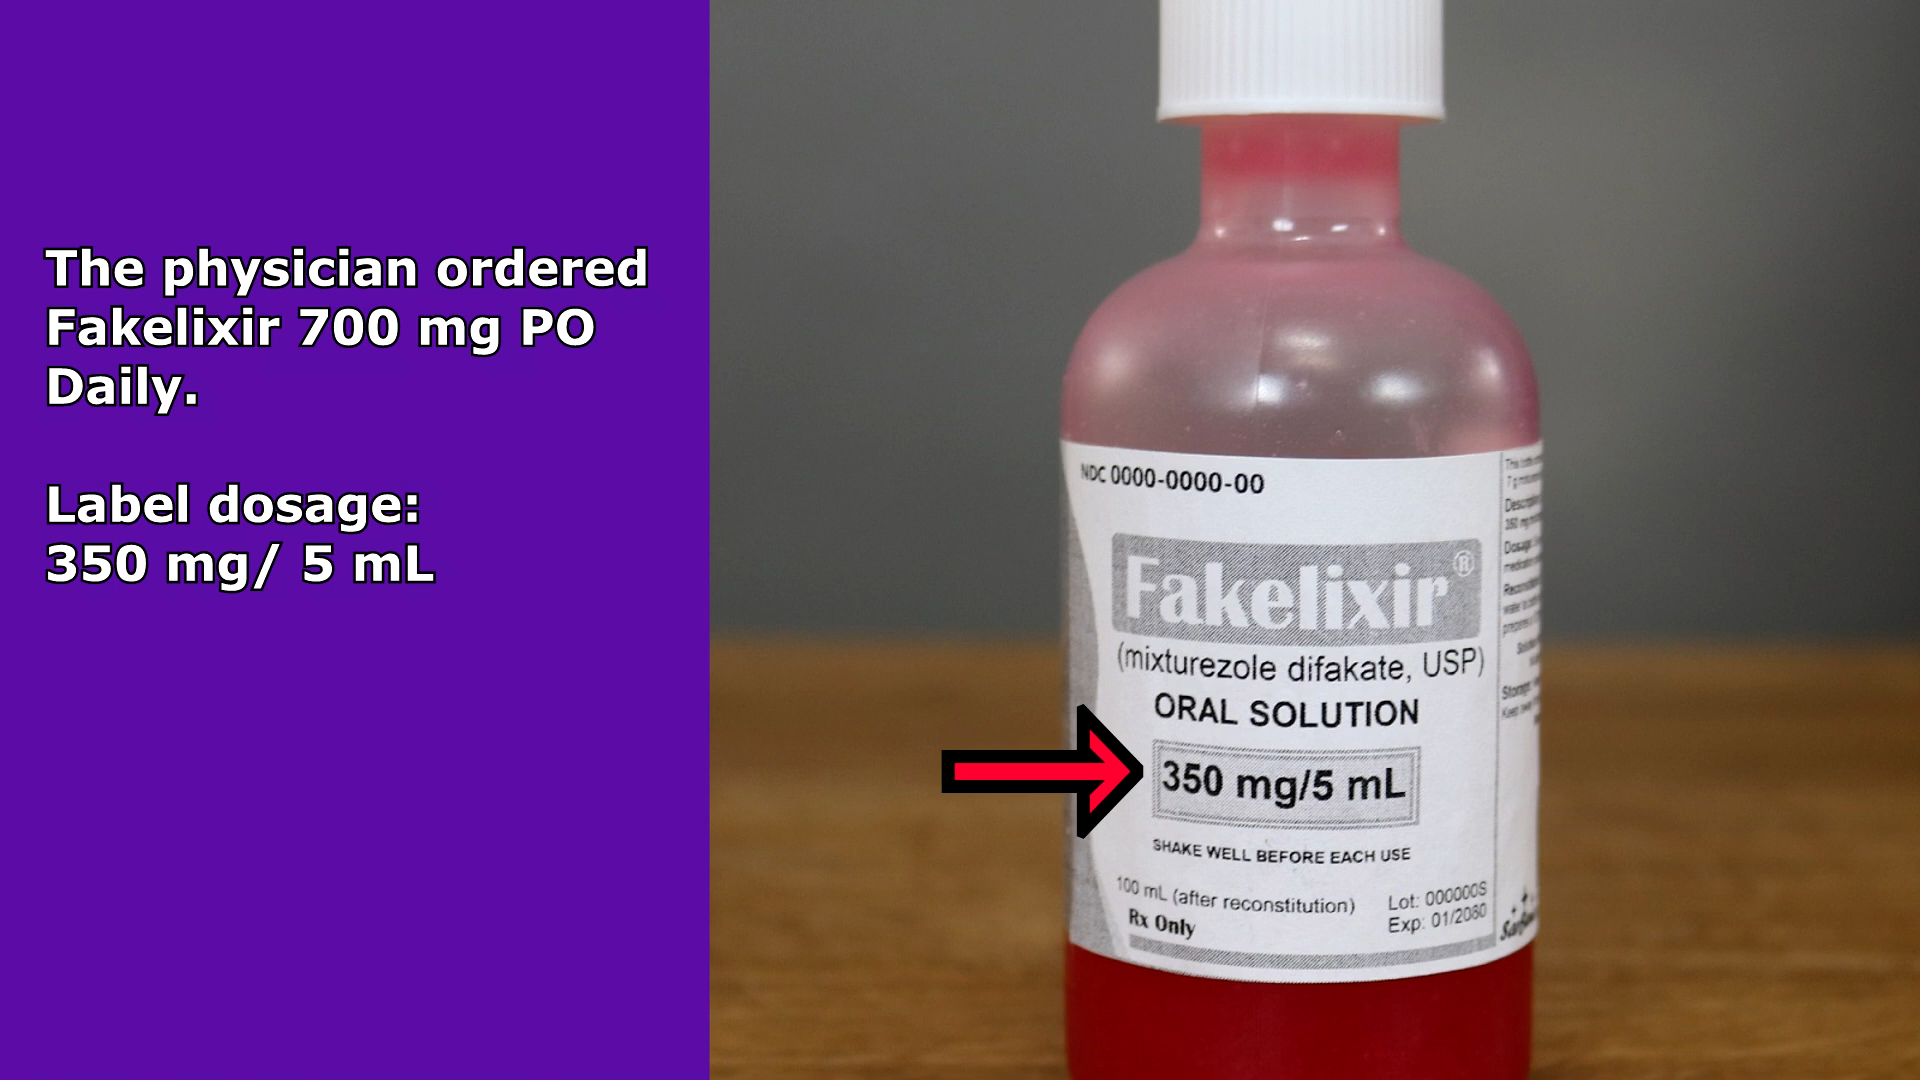 The physician ordered
Fakelixir 700 mg PO
Daily.
Label dosage:
350 mg/ 5 mL
NDC 0000-0000-00
Fakelixir®
(mixturezole difakate, USP)
ORAL SOLUTION
350 mg/5 mL
SHAKE WELL BEFORE EACH USE
100 mL (after reconstitution)
Rx Only
Lot: 000000S
Exp: 01/2080